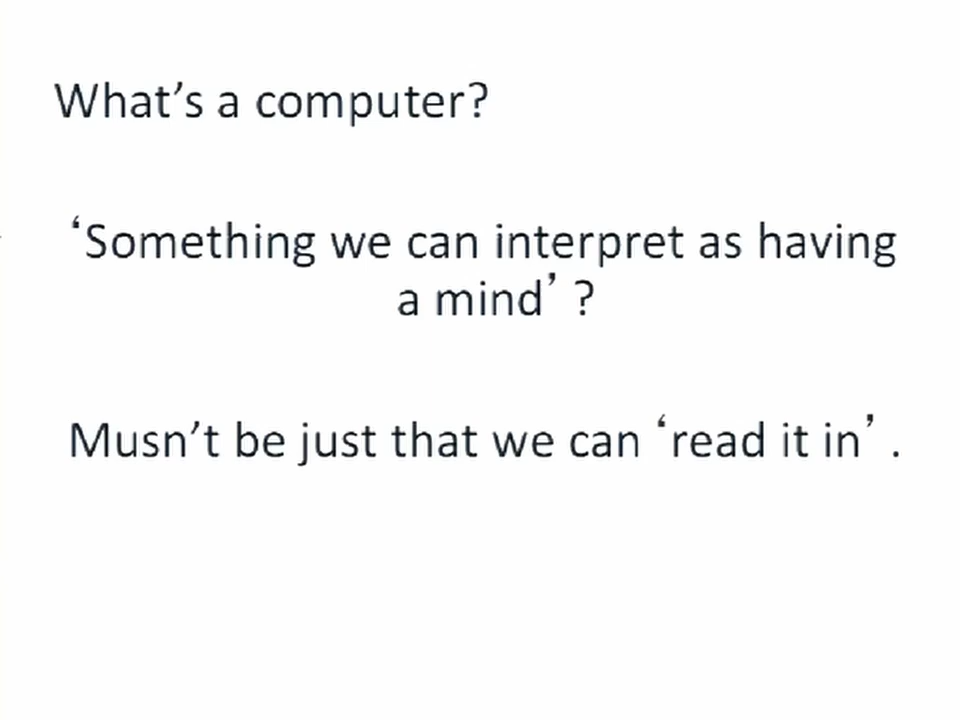 What’s a computer?
‘Something we can interpret as having
a mind’ ?
Musn’t be just that we can ‘read it in’ .